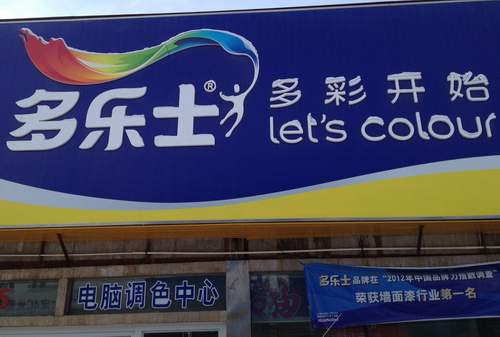 多乐士®
多彩开始
let's colour
电脑调色中心
多乐士品牌在“2012年中国品牌力指数调查”
荣获墙面漆行业第一名